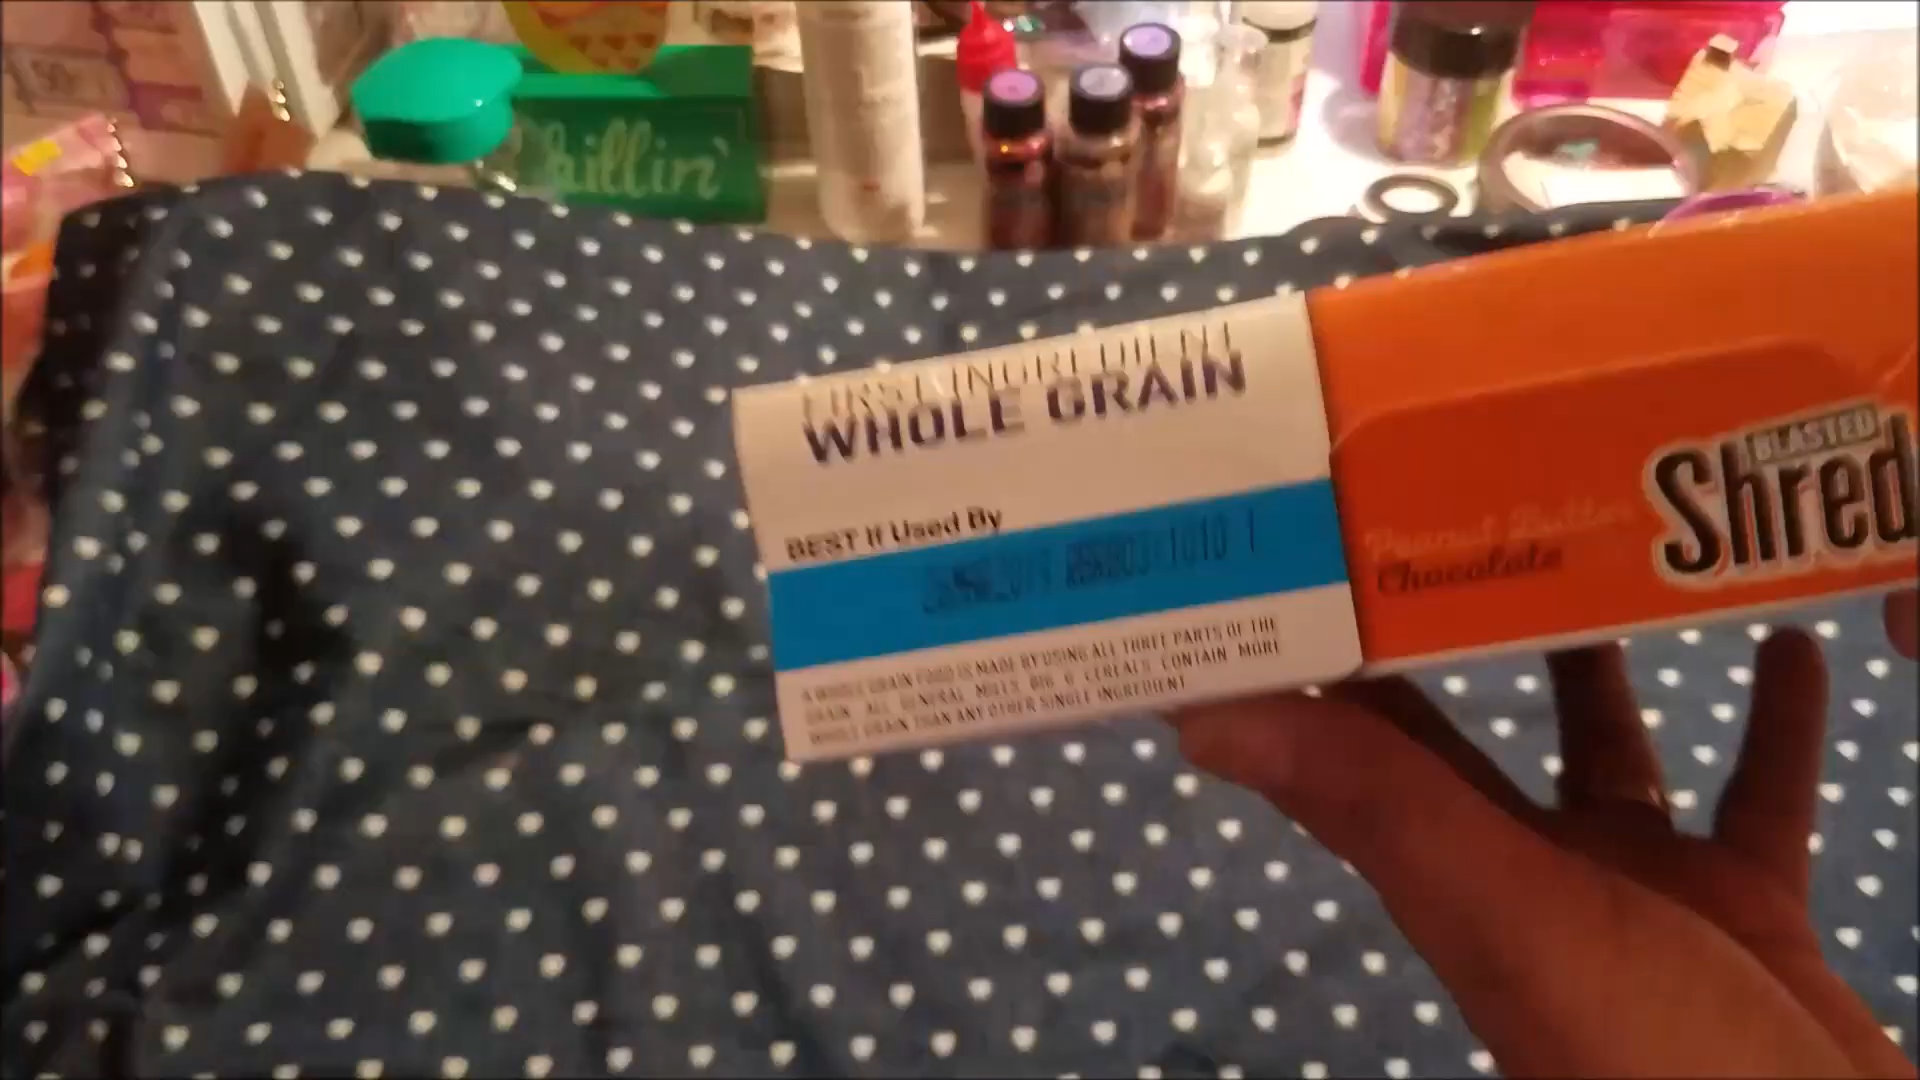 Chillin'
FIRST INGREDIENT
WHOLE GRAIN
BEST If Used By
BLASTED
Shred
Peanut Butter
Chocolate
A WHOLE GRAIN FOOD IS MADE BY USING ALL THREE PARTS OF THE
GRAIN. ALL GENERAL MILLS BIG G CEREALS CONTAIN MORE
WHOLE GRAIN THAN ANY OTHER SINGLE INGREDIENT